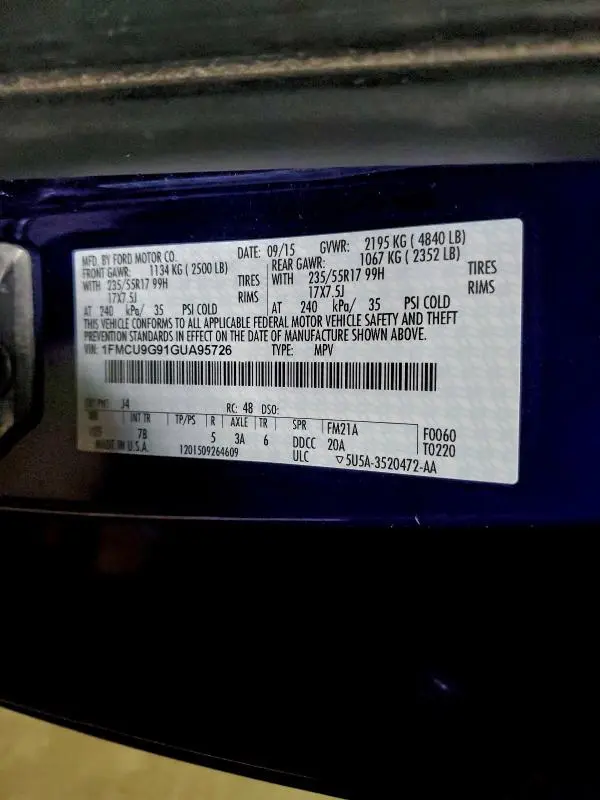 MFD. BY FORD MOTOR CO. DATE: 09/15 GVWR: 2195 KG ( 4840 LB)
FRONT GAWR: 1134 KG (2500 LB) REAR GAWR: 1067 KG ( 2352 LB)
WITH 235/55R17 99H TIRES WITH 235/55R17 99H TIRES
17X7.5J RIMS 17X7.5J RIMS
AT 240 kPa/ 35 PSI COLD AT 240 kPa/ 35 PSI COLD
THIS VEHICLE CONFORMS TO ALL APPLICABLE FEDERAL MOTOR VEHICLE SAFETY AND THEFT
PREVENTION STANDARDS IN EFFECT ON THE DATE OF MANUFACTURE SHOWN ABOVE.
VIN: 1FMCU9G91GUA95726 TYPE: MPV
EXT PNT: J4 RC: 48 DSO:
WB INT TR TP/PS R AXLE TR SPR FM21A F0060
7B 5 3A 6 DDCC 20A T0220
MADE IN U.S.A. 1201509264609 ULC ▽5U5A-3520472-AA